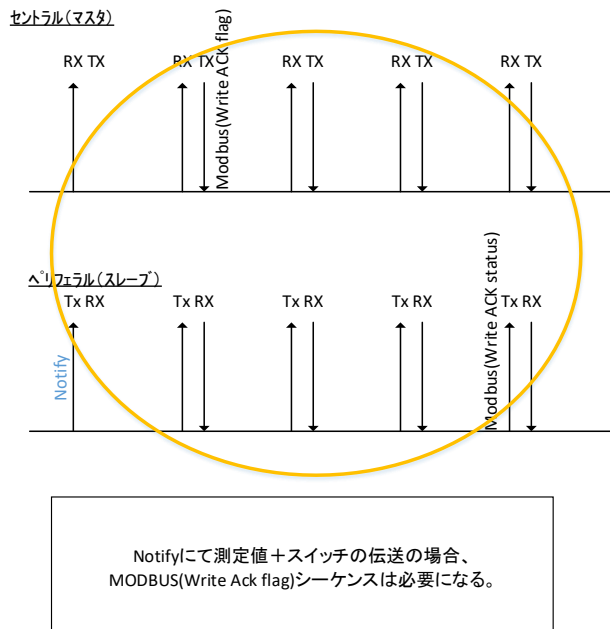 セントラル（マスタ）
RX TX RX TX RX TX RX TX RX TX
Modbus(Write ACK flag)
ﾍﾟﾘﾌｪﾗﾙ（スレーブ）
Tx RX Tx RX Tx RX Tx RX Tx RX
Notify
Modbus(Write ACK status)
Notifyにて測定値＋スイッチの伝送の場合、
MODBUS(Write Ack flag)シーケンスは必要になる。